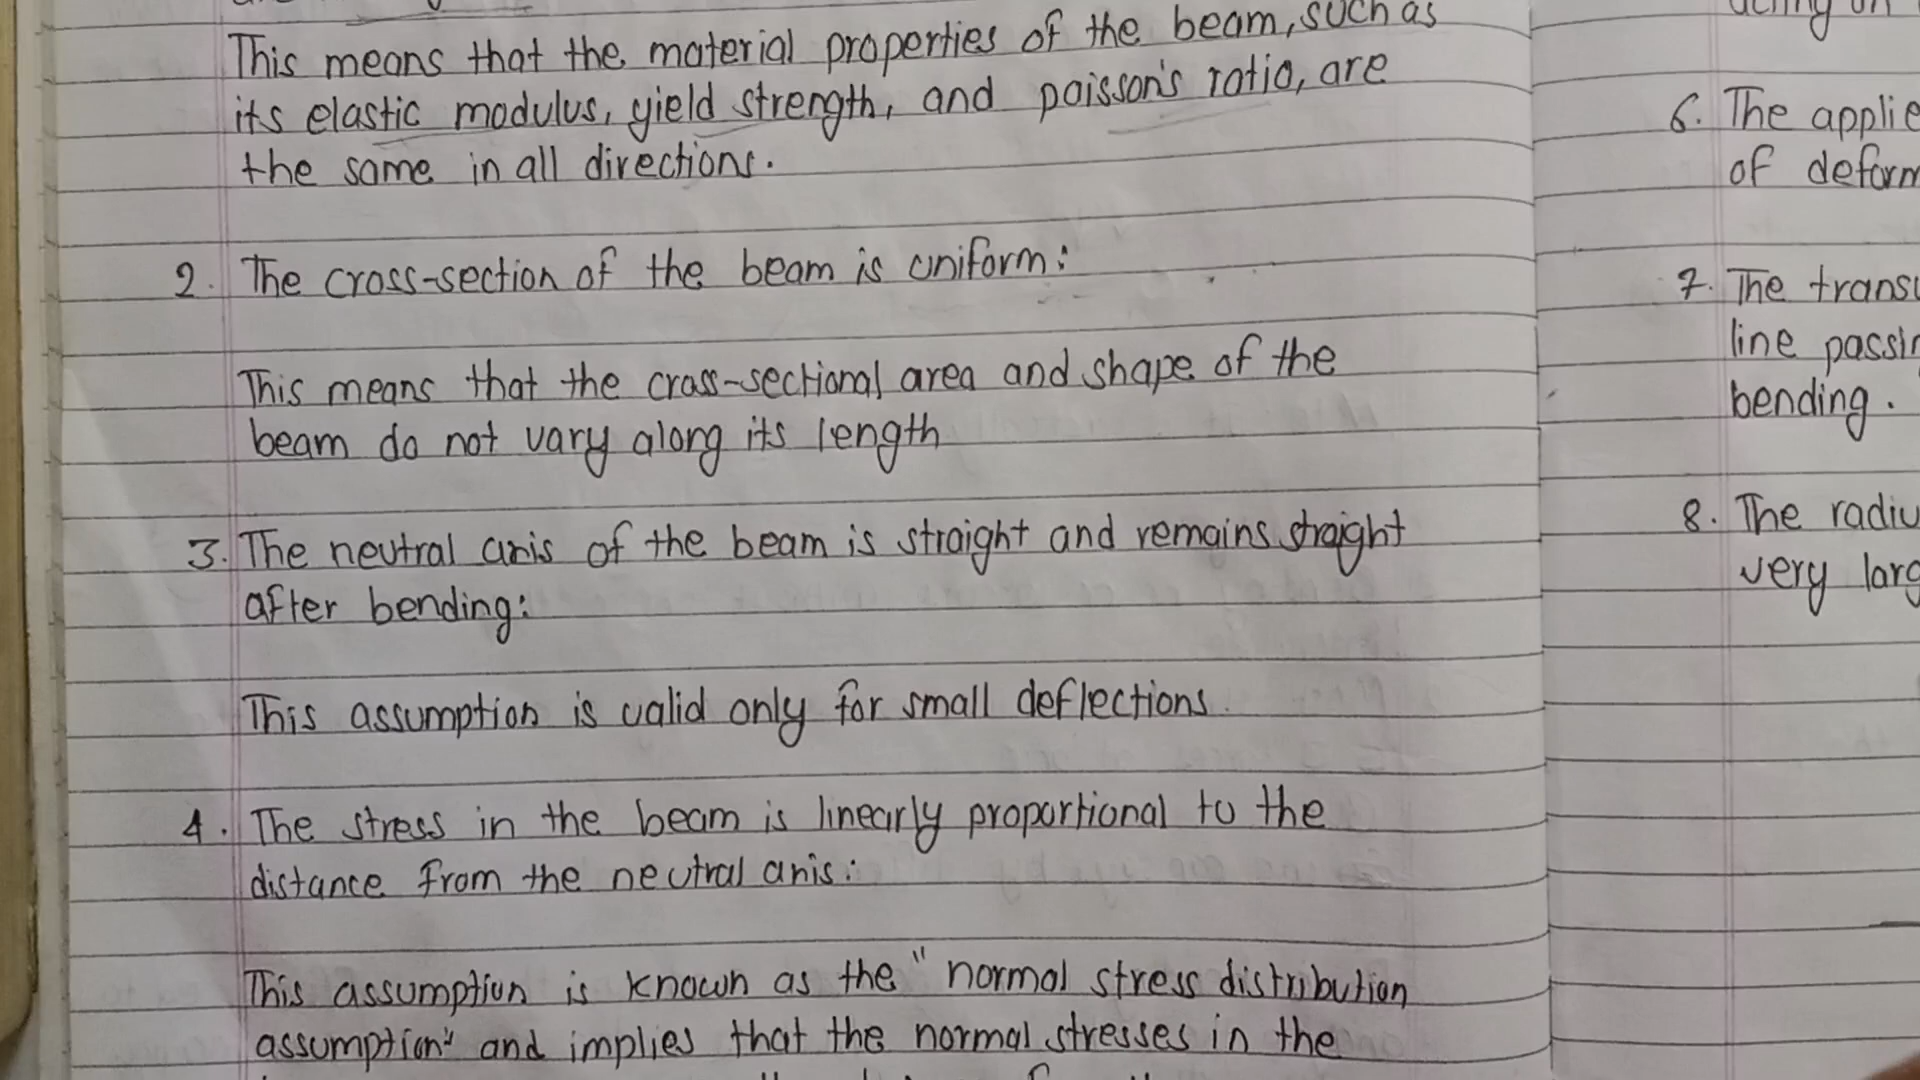 This means that the material properties of the beam, such as
its elastic modulus, yield strength, and poisson's ratio, are
the same in all directions.
2. The cross-section of the beam is uniform:
This means that the cross-sectional area and shape of the
beam do not vary along its length
3. The neutral axis of the beam is straight and remains straight
after bending:
This assumption is valid only for small deflections.
4. The stress in the beam is linearly proportional to the
distance from the neutral axis:
This assumption is known as the "normal stress distribution
assumption" and implies that the normal stresses in the
6. The applie
of deform
7. The transv
line passin
bending.
8. The radiu
very larg